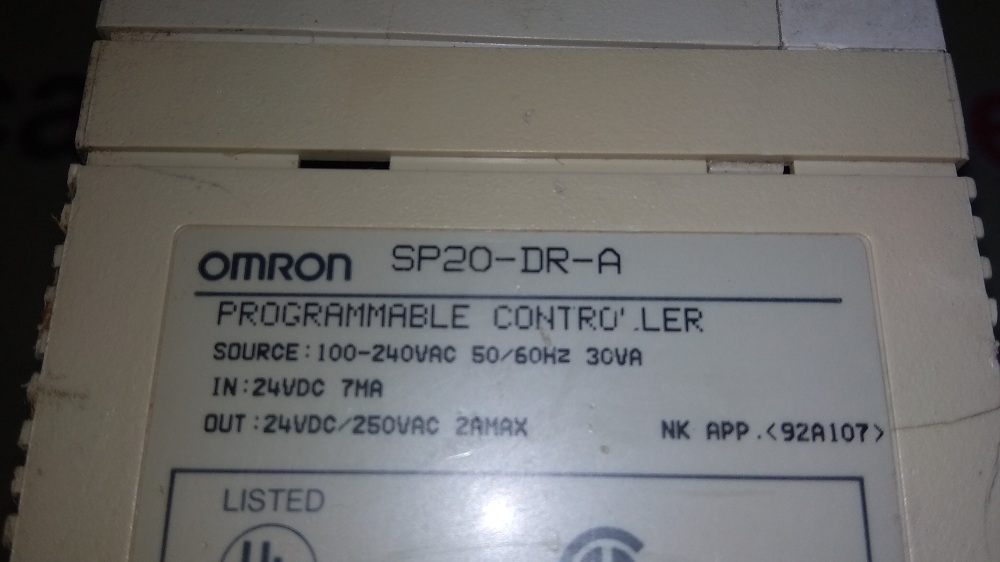 OMRON SP20-DR-A
PROGRAMMABLE CONTRO'.LER
SOURCE:100-240VAC 50/60Hz 30VA
IN:24VDC 7MA
OUT:24VDC/250VAC 2AMAX NK APP.<92A107>
LISTED